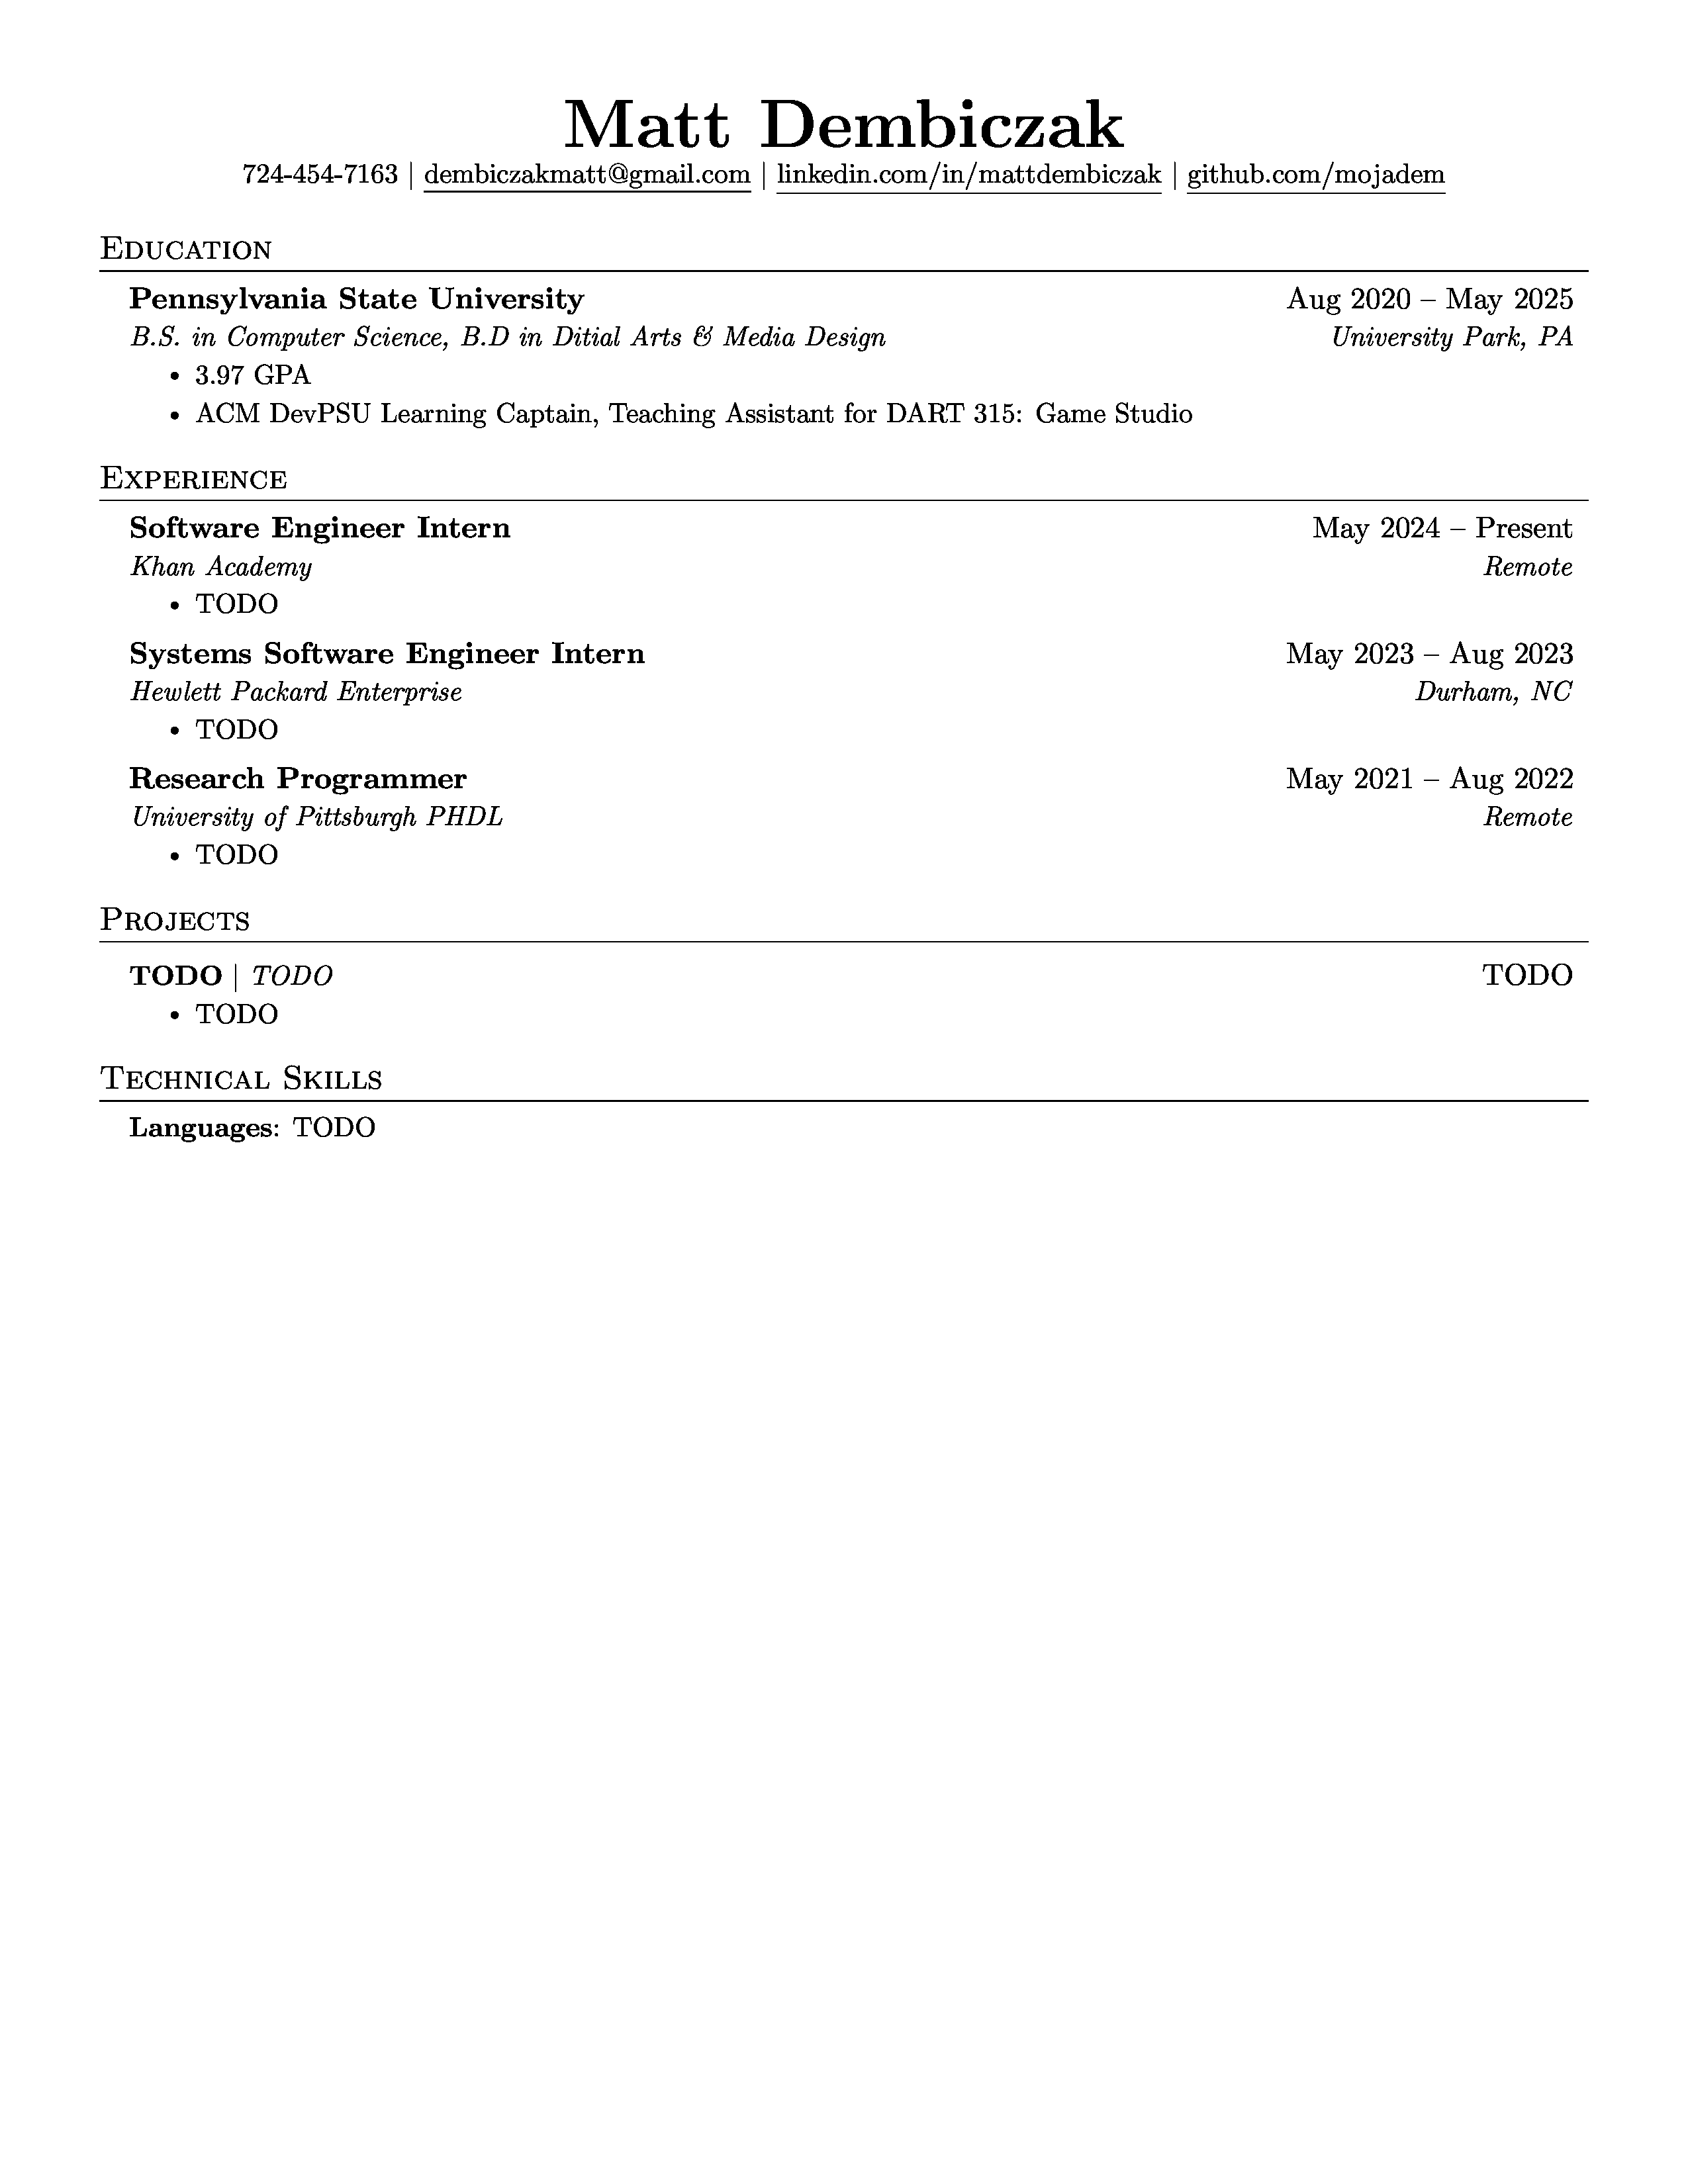 Matt Dembiczak
724-454-7163 | dembiczakmatt@gmail.com | linkedin.com/in/mattdembiczak | github.com/mojadem
Education
Pennsylvania State University Aug 2020 – May 2025
B.S. in Computer Science, B.D in Ditial Arts & Media Design University Park, PA
• 3.97 GPA
• ACM DevPSU Learning Captain, Teaching Assistant for DART 315: Game Studio
Experience
Software Engineer Intern May 2024 – Present
Khan Academy Remote
• TODO
Systems Software Engineer Intern May 2023 – Aug 2023
Hewlett Packard Enterprise Durham, NC
• TODO
Research Programmer May 2021 – Aug 2022
University of Pittsburgh PHDL Remote
• TODO
Projects
TODO | TODO TODO
• TODO
Technical Skills
Languages: TODO